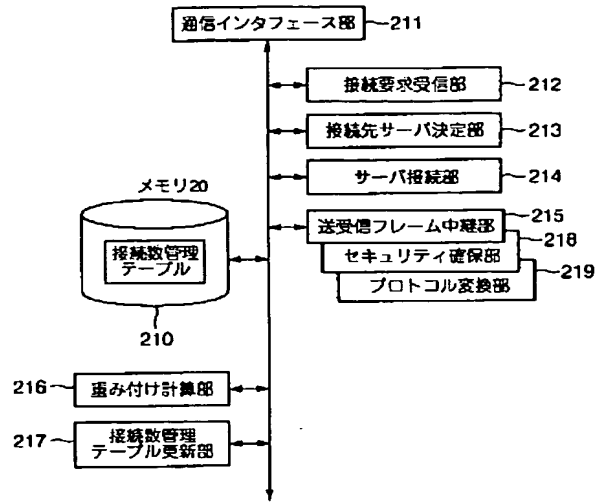 通信インタフェース部
211
接続要求受信部
212
接続先サーバ決定部
213
サーバ接続部
214
メモリ20
送受信フレーム中継部
215
セキュリティ確保部
218
プロトコル変換部
219
接続数管理
テーブル
210
216
重み付け計算部
217
接続数管理
テーブル更新部